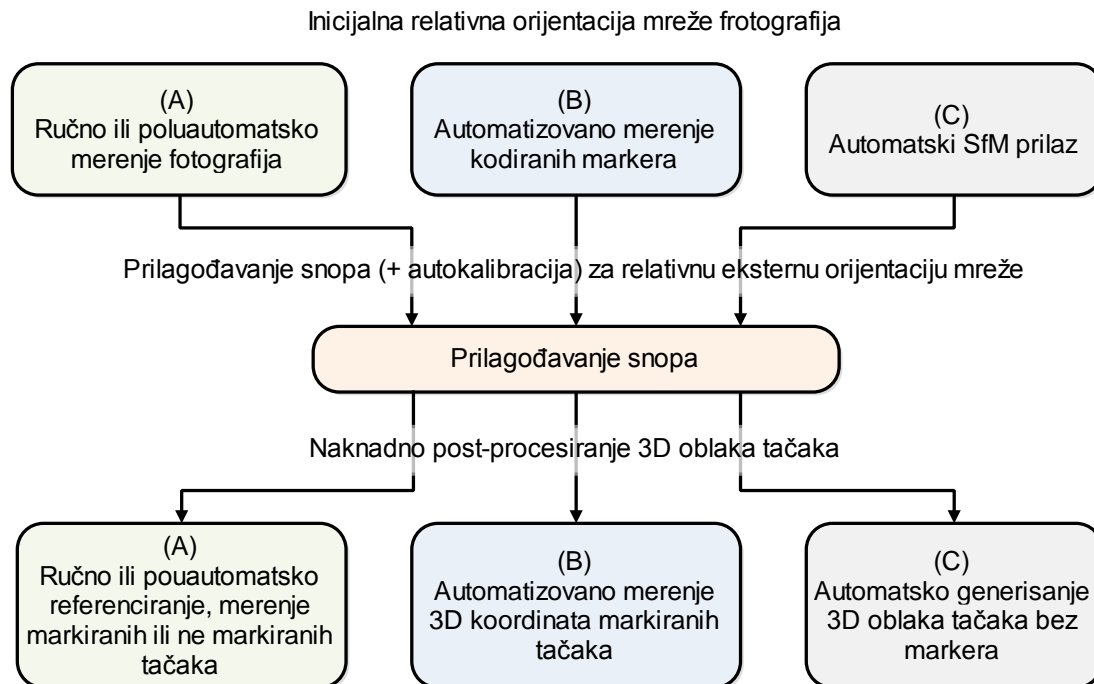 Inicijalna relativna orijentacija mreže frotografija
(A)
Ručno ili poluautomatsko
merenje fotografija
(B)
Automatizovano merenje
kodiranih markera
(C)
Automatski SfM prilaz
Prilagođavanje snopa (+ autokalibracija) za relativnu eksternu orijentaciju mreže
Prilagođavanje snopa
Naknadno post-procesiranje 3D oblaka tačaka
(A)
Ručno ili pouautomatsko
referenciranje, merenje
markiranih ili ne markiranih
tačaka
(B)
Automatizovano merenje
3D koordinata markiranih
tačaka
(C)
Automatsko generisanje
3D oblaka tačaka bez
markera